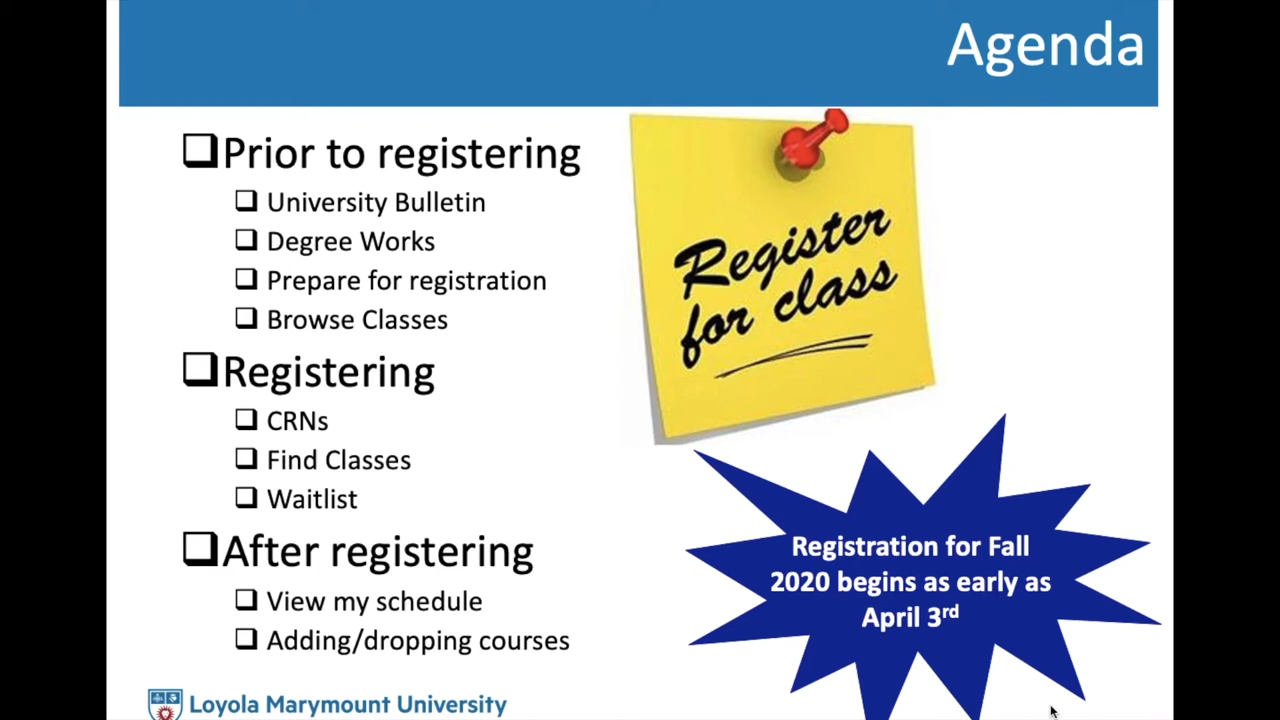 Agenda
Prior to registering
University Bulletin
Degree Works
Prepare for registration
Browse Classes
Registering
CRNs
Find Classes
Waitlist
After registering
View my schedule
Adding/dropping courses
Register
for class
Registration for Fall
2020 begins as early as
April 3rd
Loyola Marymount University